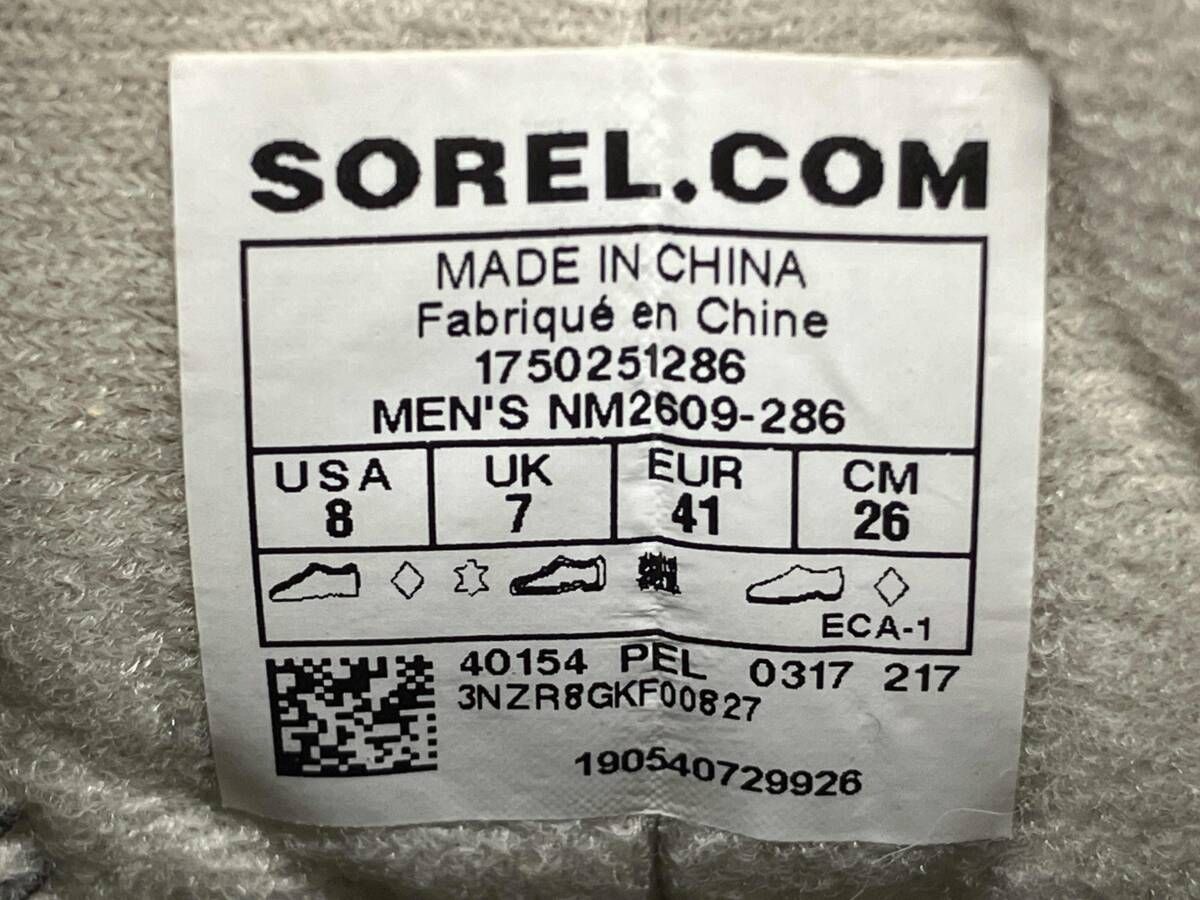 SOREL.COM
MADE IN CHINA
Fabriqué en Chine
1750251286
MEN'S NM2609-286
USA UK EUR CM
8 7 41 26
ECA-1
40154 PEL 0317 217
3NZR8GKF00827
190540729926